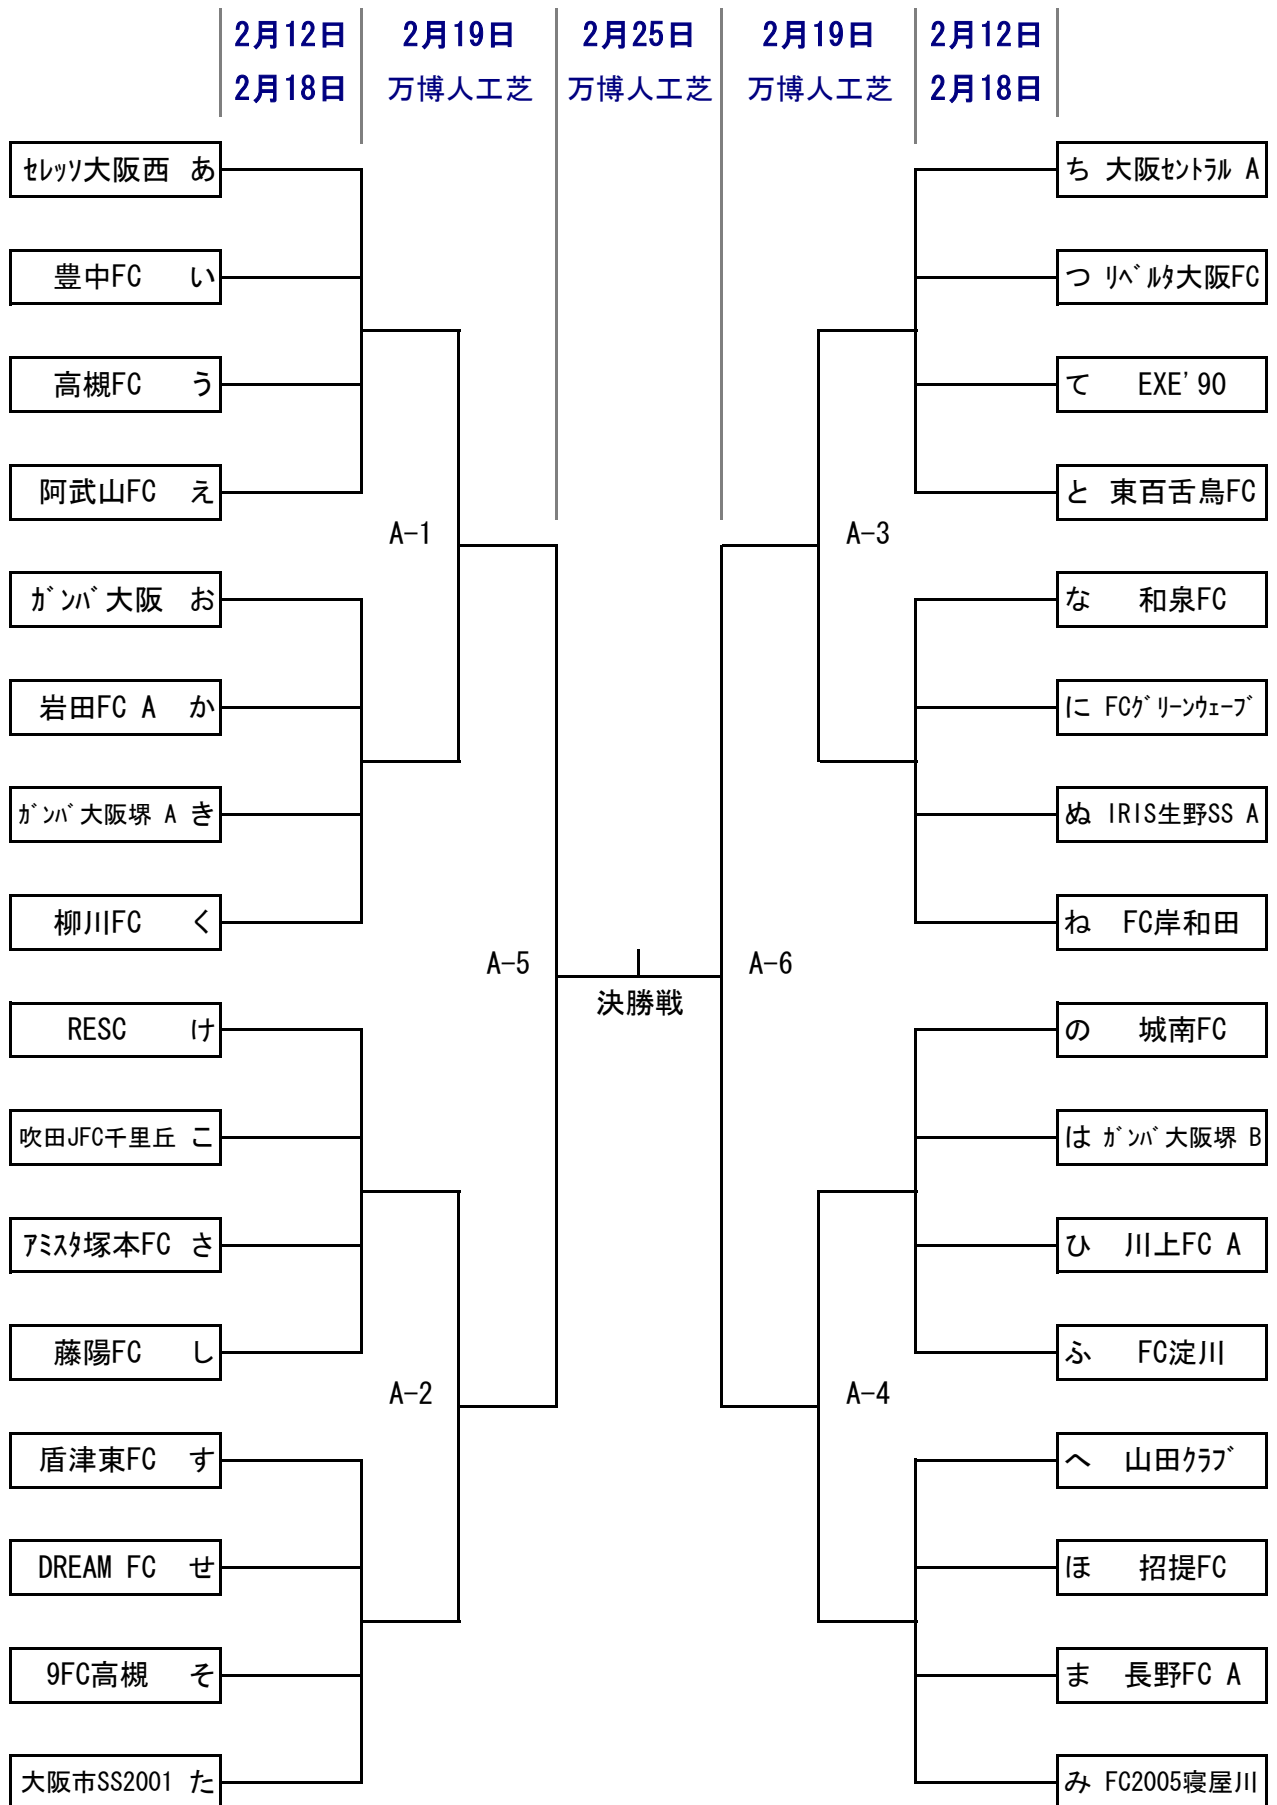 2月12日 2月19日 2月25日 2月19日 2月12日
2月18日 万博人工芝 万博人工芝 万博人工芝 2月18日
ｾﾚｯｿ大阪西 あ ち 大阪ｾﾝﾄﾗﾙ A
豊中FC い つ ﾘﾍﾞﾙﾀ大阪FC
高槻FC う て EXE'90
阿武山FC え と 東百舌鳥FC
A-1 A-3
ｶﾞﾝﾊﾞ大阪 お な 和泉FC
岩田FC A か に FCｸﾞﾘｰﾝｳｪｰﾌﾞ
ｶﾞﾝﾊﾞ大阪堺 A き ぬ IRIS生野SS A
柳川FC く ね FC岸和田
A-5 A-6
決勝戦
RESC け の 城南FC
吹田JFC千里丘 こ は ｶﾞﾝﾊﾞ大阪堺 B
ｱﾐｽﾀ塚本FC さ ひ 川上FC A
藤陽FC し ふ FC淀川
A-2 A-4
盾津東FC す へ 山田ｸﾗﾌﾞ
DREAM FC せ ほ 招提FC
9FC高槻 そ ま 長野FC A
大阪市SS2001 た み FC2005寝屋川